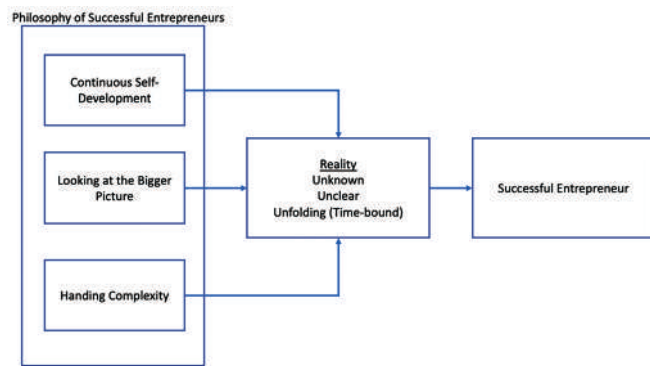 Philosophy of Successful Entrepreneurs
Continuous Self-
Development
Looking at the Bigger
Picture
Handing Complexity
Reality
Unknown
Unclear
Unfolding (Time-bound)
Successful Entrepreneur